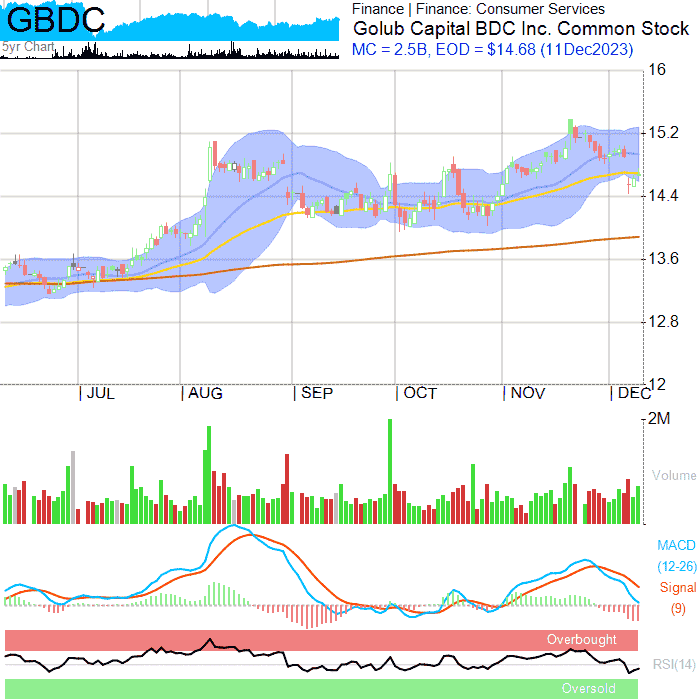 GBDC
5yr Chart
Finance | Finance: Consumer Services
Golub Capital BDC Inc. Common Stock
MC = 2.5B, EOD = $14.68 (11Dec2023)
16
15.2
14.4
13.6
12.8
12
| JUL | AUG | SEP | OCT | NOV | DEC
2M
Volume
MACD
(12-26)
Signal
(9)
Overbought
RSI(14)
Oversold